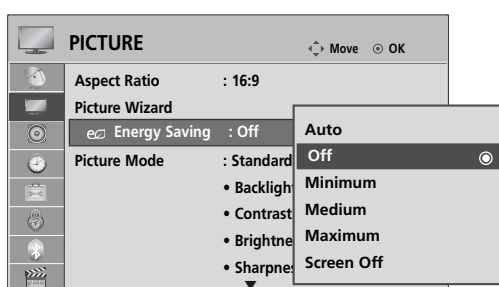 PICTURE
Move OK
Aspect Ratio : 16:9
Picture Wizard
Energy Saving : Off
Picture Mode : Standard
• Backligh
• Contrast
• Brightne
• Sharpnes
Auto
Off
Minimum
Medium
Maximum
Screen Off